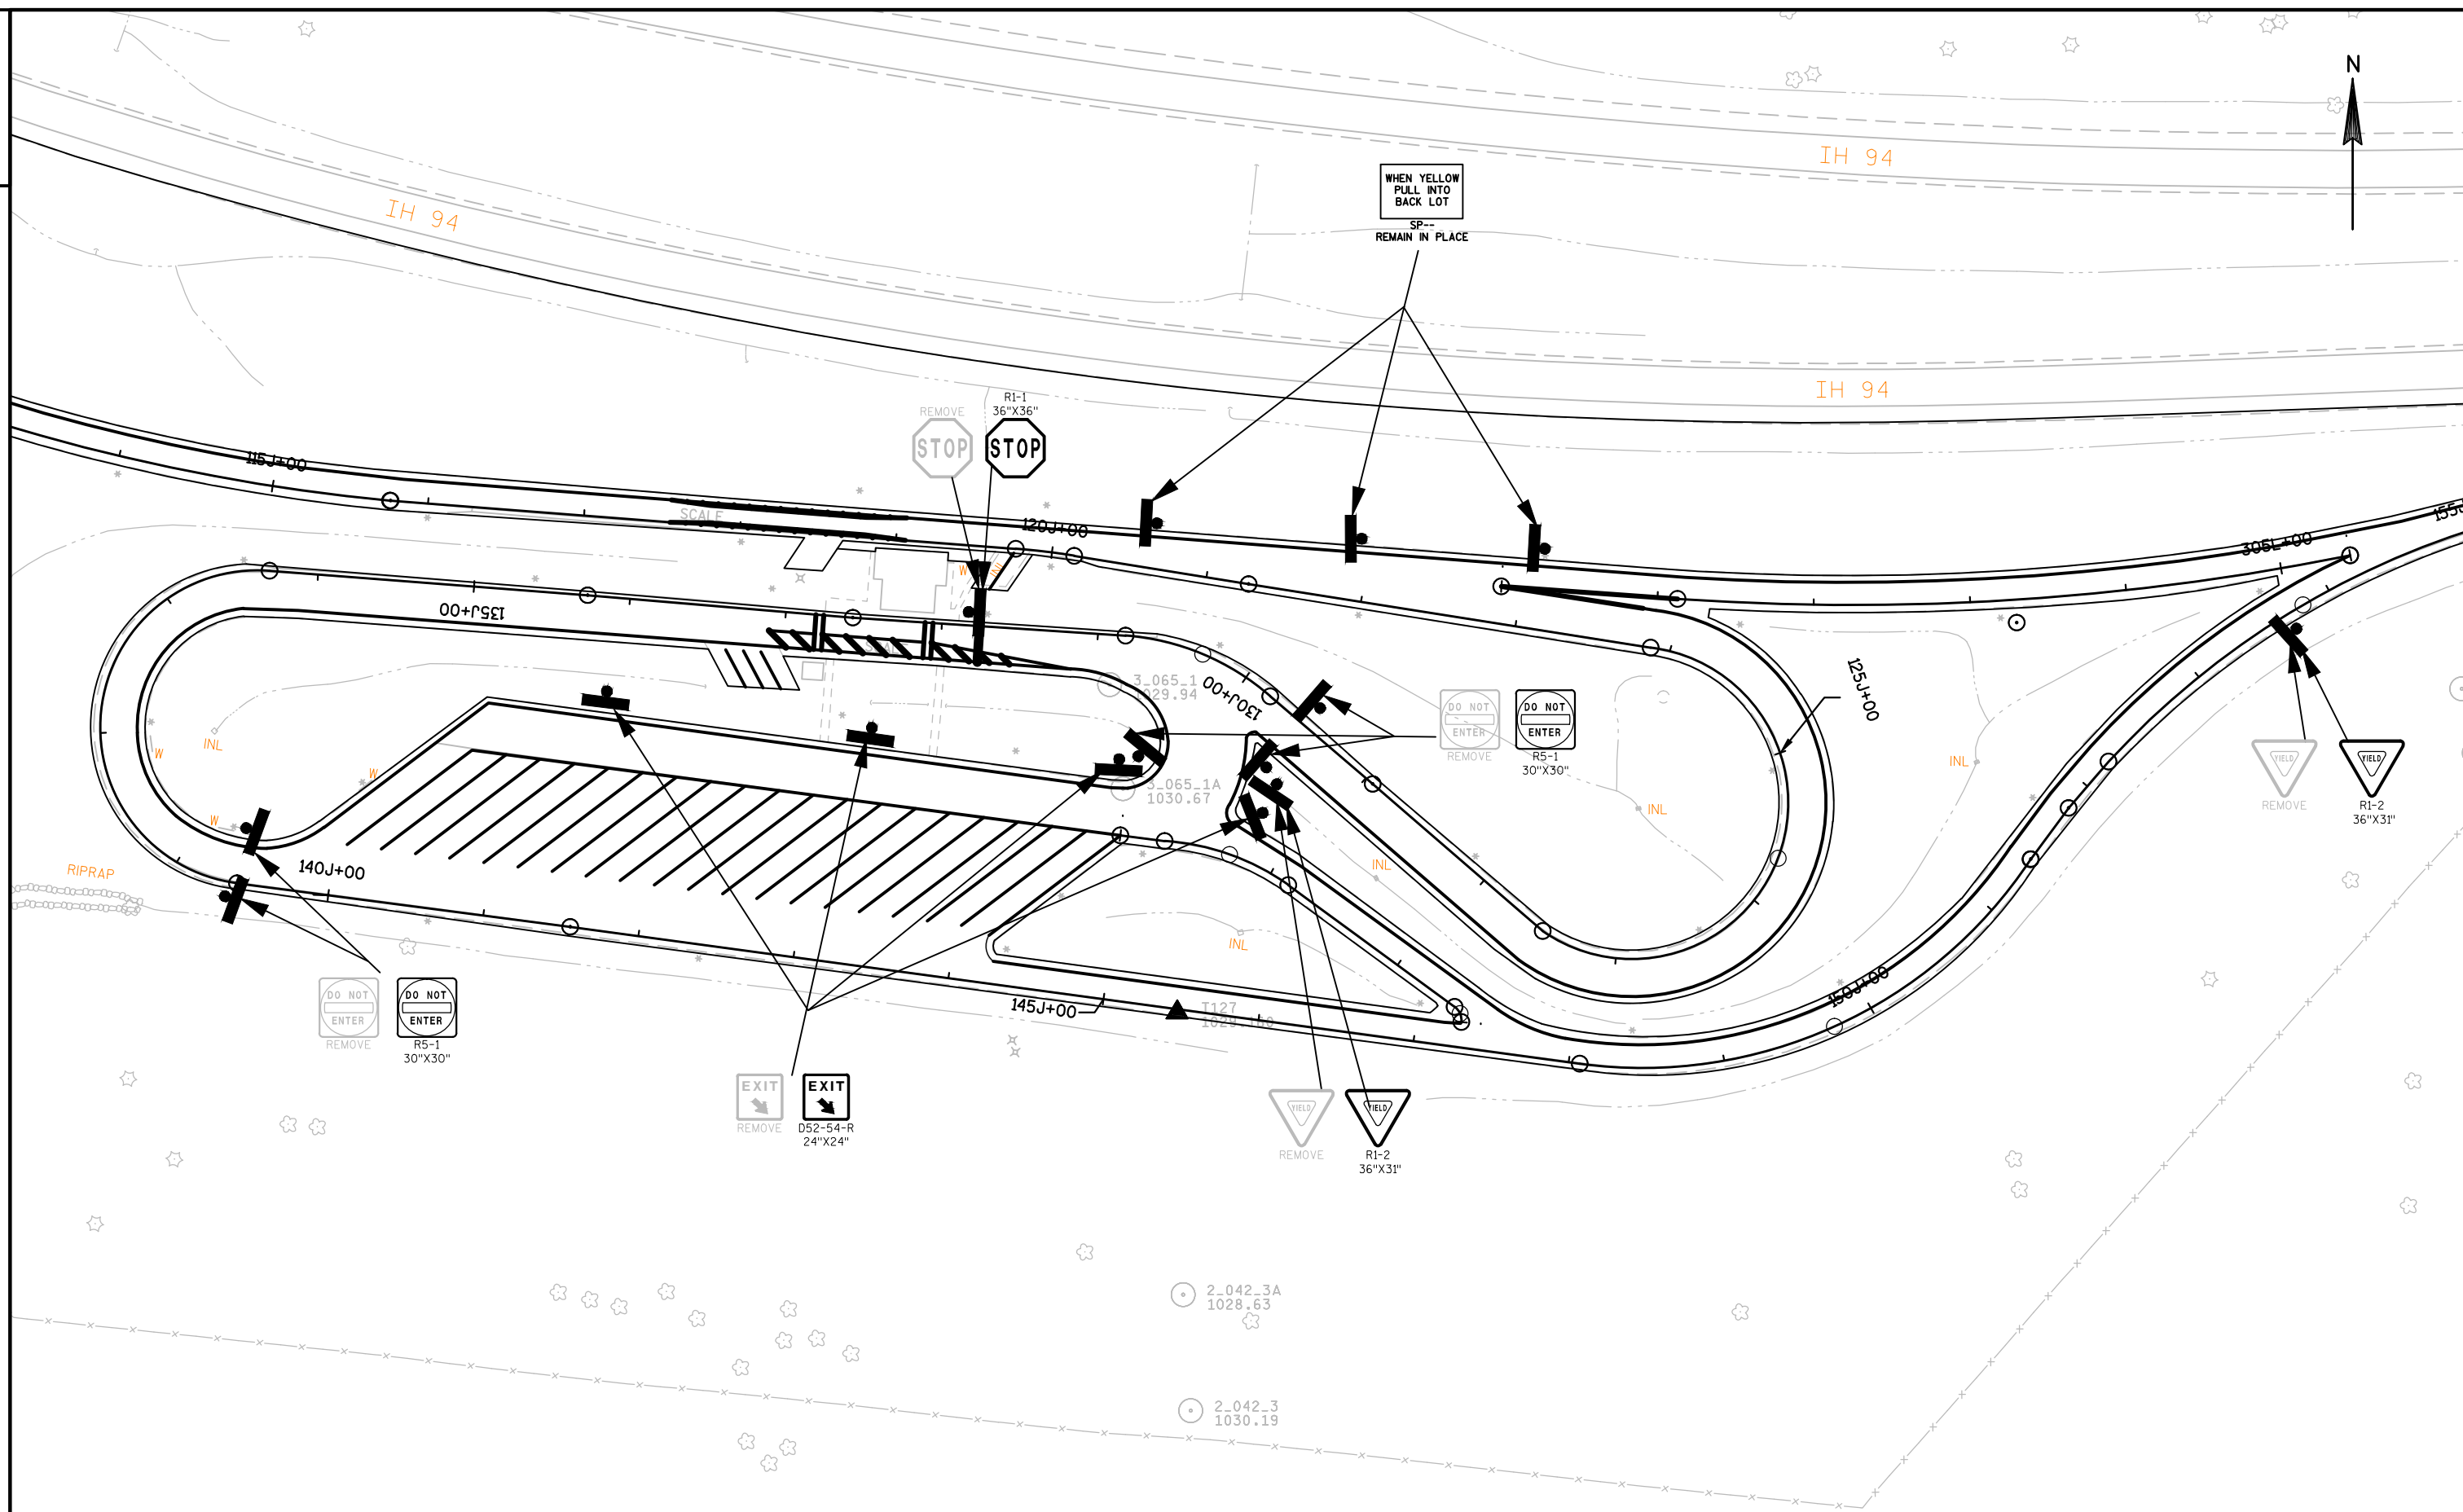 N
IH 94
IH 94
WHEN YELLOW
PULL INTO
BACK LOT
SP--
REMAIN IN PLACE
IH 94
REMOVE
R1-1
36"X36"
STOP
STOP
115J+00
SCALE
120J+00
305L+00
W
INL
135J+00
3_065_1
1029.94
130J+00
125J+00
DO NOT
ENTER
REMOVE
DO NOT
ENTER
R5-1
30"X30"
INL
W
W
W
3_065_1A
1030.67
INL
INL
YIELD
REMOVE
YIELD
R1-2
36"X31"
RIPRAP
140J+00
INL
INL
DO NOT
ENTER
REMOVE
DO NOT
ENTER
R5-1
30"X30"
145J+00
T127
150J+00
EXIT
REMOVE
EXIT
D52-54-R
24"X24"
YIELD
REMOVE
YIELD
R1-2
36"X31"
2_042_3A
1028.63
2_042_3
1030.19